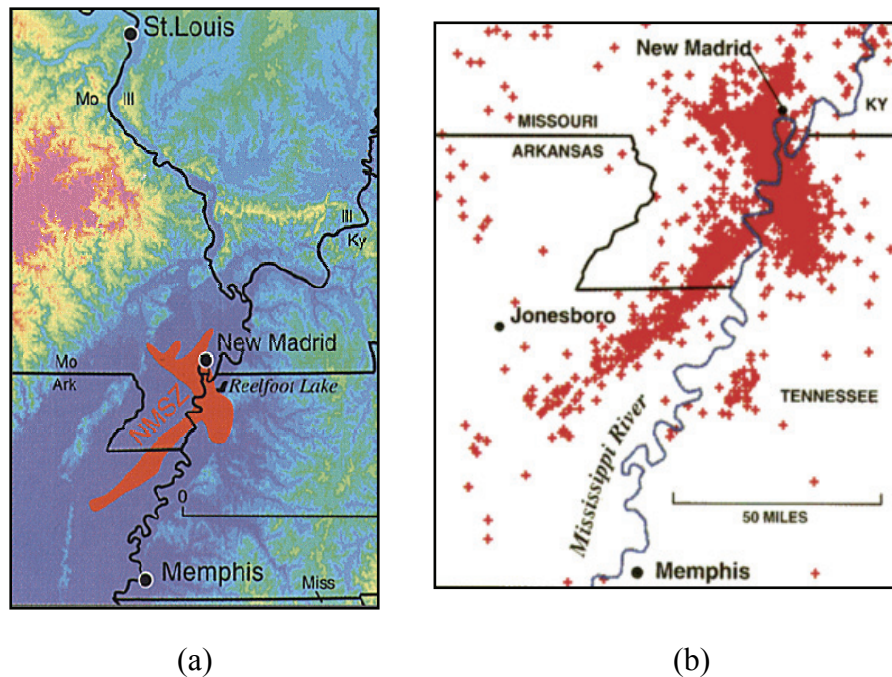 St.Louis
Mo
Ill
Ill
Ky
New Madrid
Mo
Ark
Reelfoot Lake
NMSZ
0
Memphis
Miss
(a)
New Madrid
KY
MISSOURI
ARKANSAS
Jonesboro
TENNESSEE
Mississippi River
50 MILES
Memphis
(b)